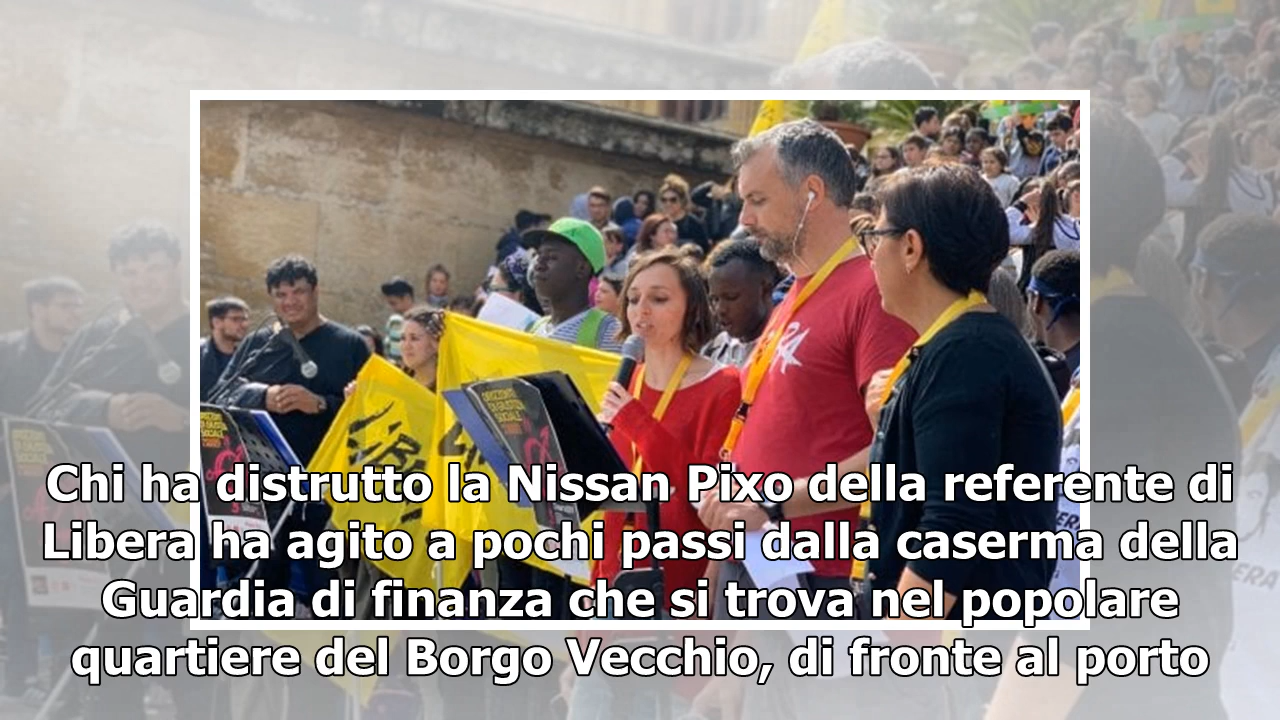 Chi ha distrutto la Nissan Pixo della referente di
Libera ha agito a pochi passi dalla caserma della
Guardia di finanza che si trova nel popolare
quartiere del Borgo Vecchio, di fronte al porto